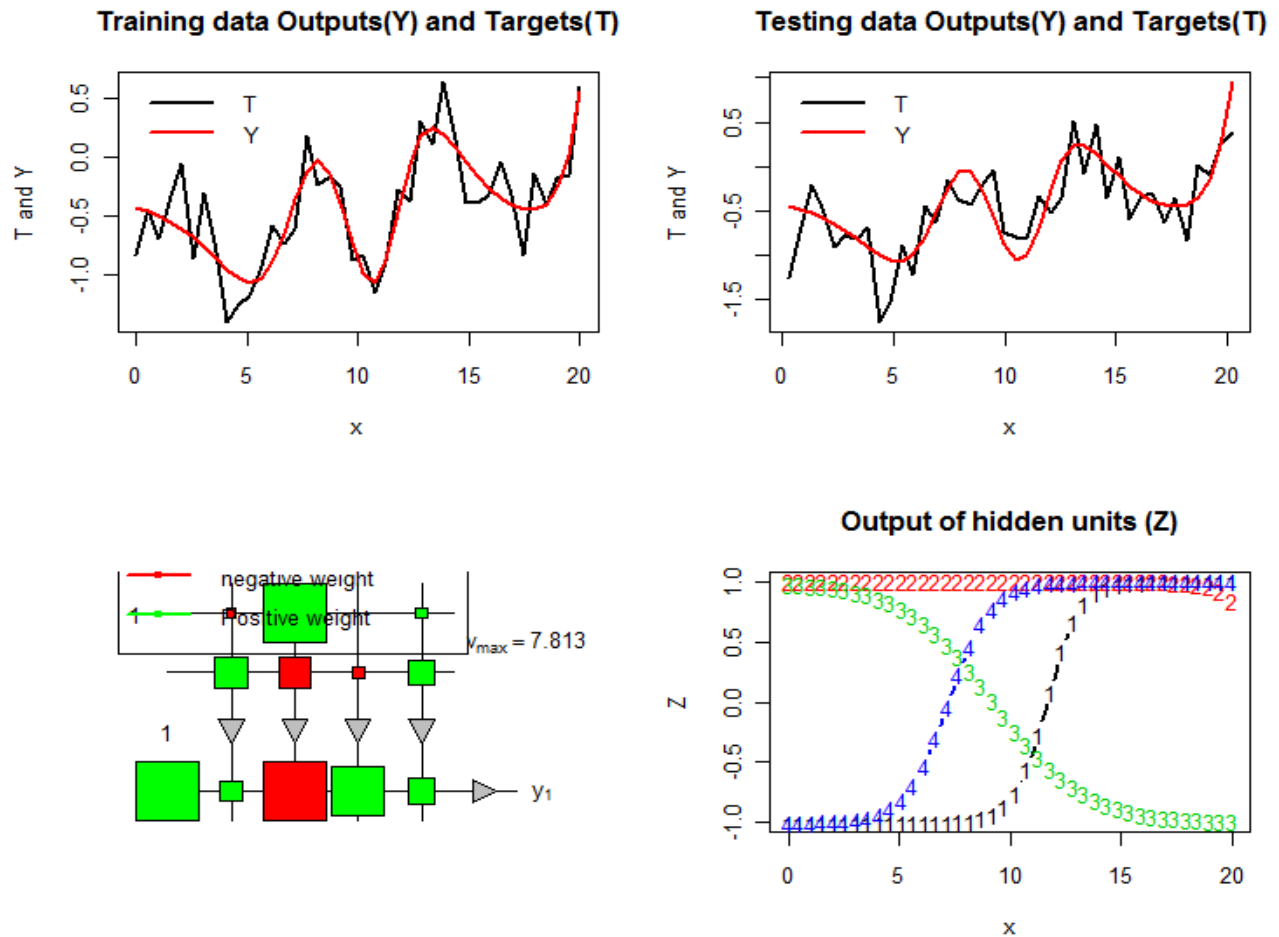 Training data Outputs(Y) and Targets(T)
T and Y
0.5
0.0
-0.5
-1.0
T
Y
0
5
10
15
20
x
Testing data Outputs(Y) and Targets(T)
T and Y
0.5
-0.5
-1.5
T
Y
0
5
10
15
20
x
negative weight
1
Positive weight
max = 7.813
1
y1
Output of hidden units (Z)
Z
1.0
0.5
0.0
-0.5
-1.0
0
5
10
15
20
x